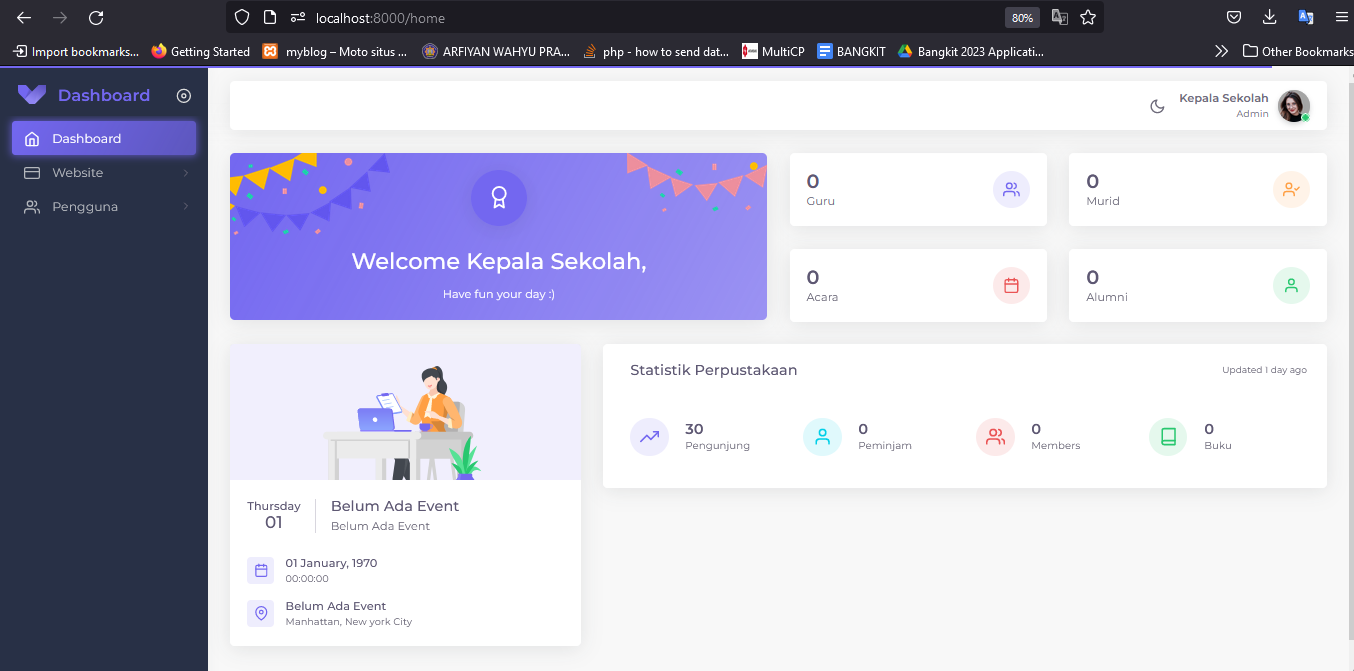 localhost:8000/home
80%
Import bookmarks...
Getting Started
myblog – Moto situs ...
ARFIYAN WAHYU PRA...
php - how to send dat...
MultiCP
BANGKIT
Bangkit 2023 Applicati...
Other Bookmarks
Dashboard
Dashboard
Website
Pengguna
Kepala Sekolah
Admin
Welcome Kepala Sekolah,
Have fun your day :)
0
Guru
0
Murid
0
Acara
0
Alumni
Thursday
01
Belum Ada Event
Belum Ada Event
01 January, 1970
00:00:00
Belum Ada Event
Manhattan, New york City
Statistik Perpustakaan
Updated 1 day ago
30
Pengunjung
0
Peminjam
0
Members
0
Buku